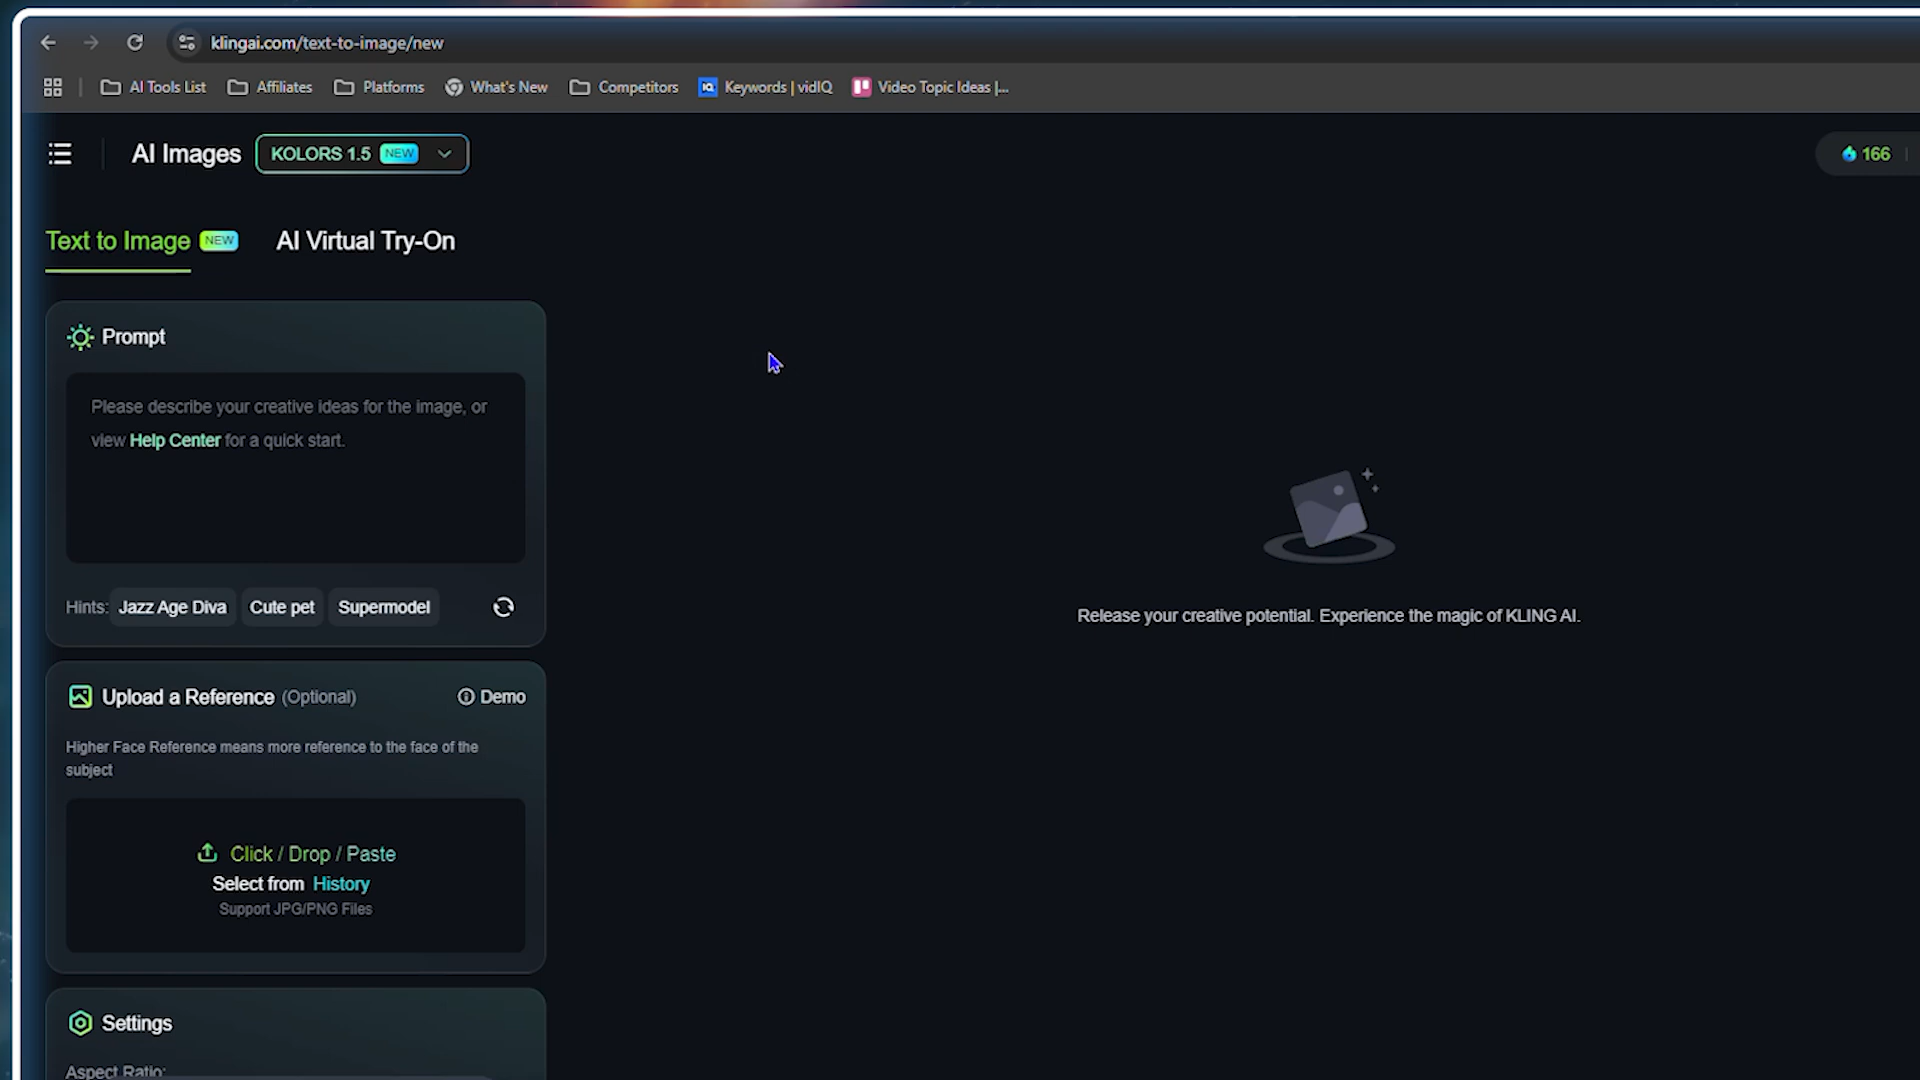 klingai.com/text-to-image/new
AI Tools List Affiliates Platforms What's New Competitors Keywords | vidIQ Video Topic Ideas |...
AI Images KOLORS 1.5 NEW 166
Text to Image NEW AI Virtual Try-On
Prompt
Please describe your creative ideas for the image, or
view Help Center for a quick start.
Hints: Jazz Age Diva Cute pet Supermodel
Release your creative potential. Experience the magic of KLING AI.
Upload a Reference (Optional) Demo
Higher Face Reference means more reference to the face of the
subject
Click / Drop / Paste
Select from History
Support JPG/PNG Files
Settings
Aspect Ratio: